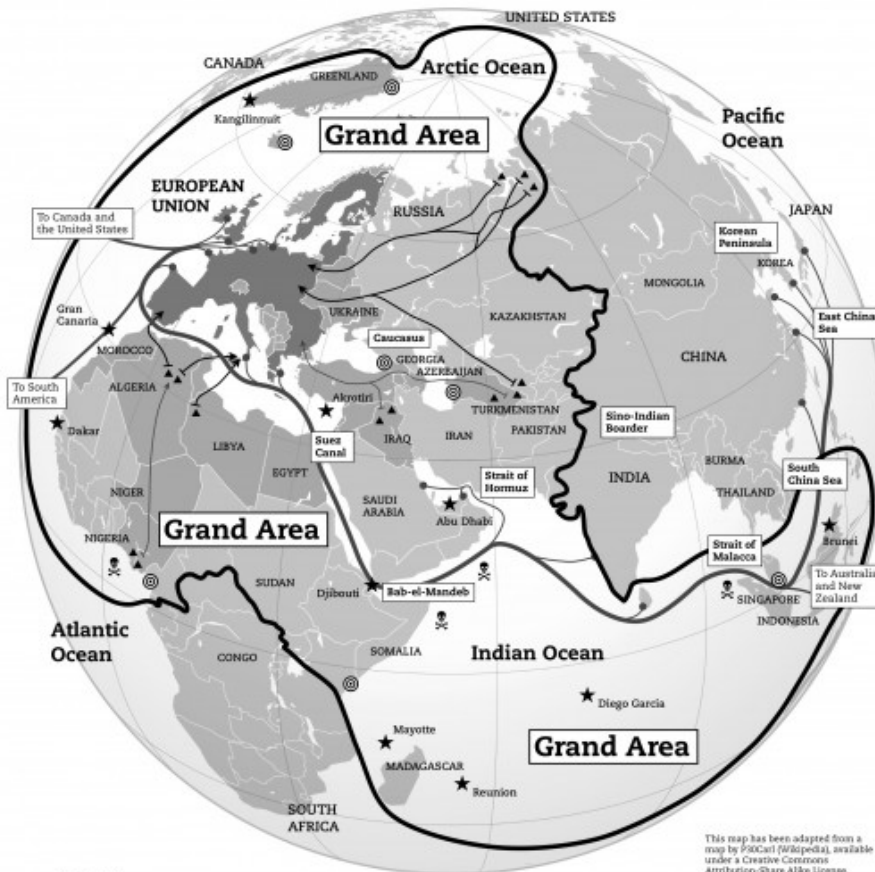 UNITED STATES
CANADA
GREENLAND
Arctic Ocean
Kangilinnuit
Grand Area
Pacific
Ocean
EUROPEAN
UNION
RUSSIA
JAPAN
To Canada and
the United States
Korean
Peninsula
KOREA
MONGOLIA
Gran
Canaria
UKRAINE
KAZAKHSTAN
East China
Sea
Caucasus
MOROCCO
GEORGIA
CHINA
AZERBAIJAN
ALGERIA
To South
America
Akrotiri
TURKMENISTAN
Dakar
Sino-Indian
Boarder
PAKISTAN
LIBYA
Suez
Canal
IRAQ
IRAN
BURMA
EGYPT
INDIA
Strait of
Hormuz
South
China Sea
THAILAND
NIGER
SAUDI
ARABIA
Abu Dhabi
Grand Area
NIGERIA
Brunei
Strait of
Malacca
SUDAN
Djibouti
Bab-el-Mandeb
SINGAPORE
To Australia
and New
Zealand
INDONESIA
Atlantic
Ocean
CONGO
SOMALIA
Indian Ocean
Diego Garcia
Mayotte
Grand Area
MADAGASCAR
Reunion
SOUTH
AFRICA
This map has been adapted from a
map by P30Carl (Wikipedia), available
under a Creative Commons
Attribution-Share Alike License